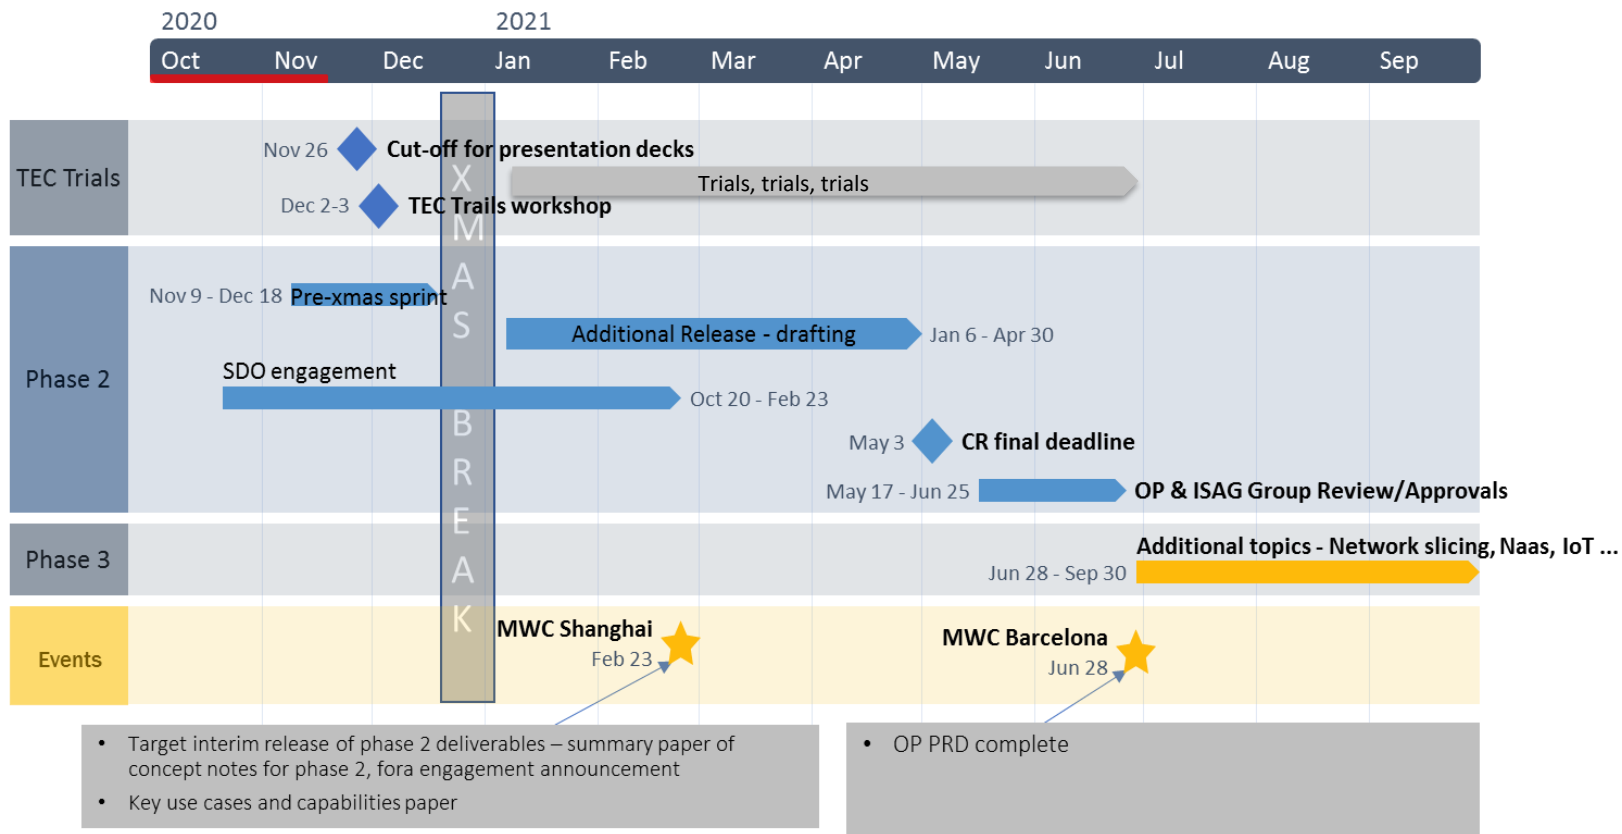 2020 2021
Oct Nov Dec Jan Feb Mar Apr May Jun Jul Aug Sep
TEC Trials
Nov 26 Cut-off for presentation decks
Trials, trials, trials
Dec 2-3 TEC Trails workshop
XMAS BREAK
Phase 2
Nov 9 - Dec 18 Pre-xmas sprint
Additional Release - drafting Jan 6 - Apr 30
SDO engagement
Oct 20 - Feb 23
May 3 CR final deadline
May 17 - Jun 25 OP & ISAG Group Review/Approvals
Phase 3
Additional topics - Network slicing, Naas, IoT ...
Jun 28 - Sep 30
Events
MWC Shanghai
Feb 23
MWC Barcelona
Jun 28
• Target interim release of phase 2 deliverables – summary paper of
concept notes for phase 2, fora engagement announcement
• Key use cases and capabilities paper
• OP PRD complete